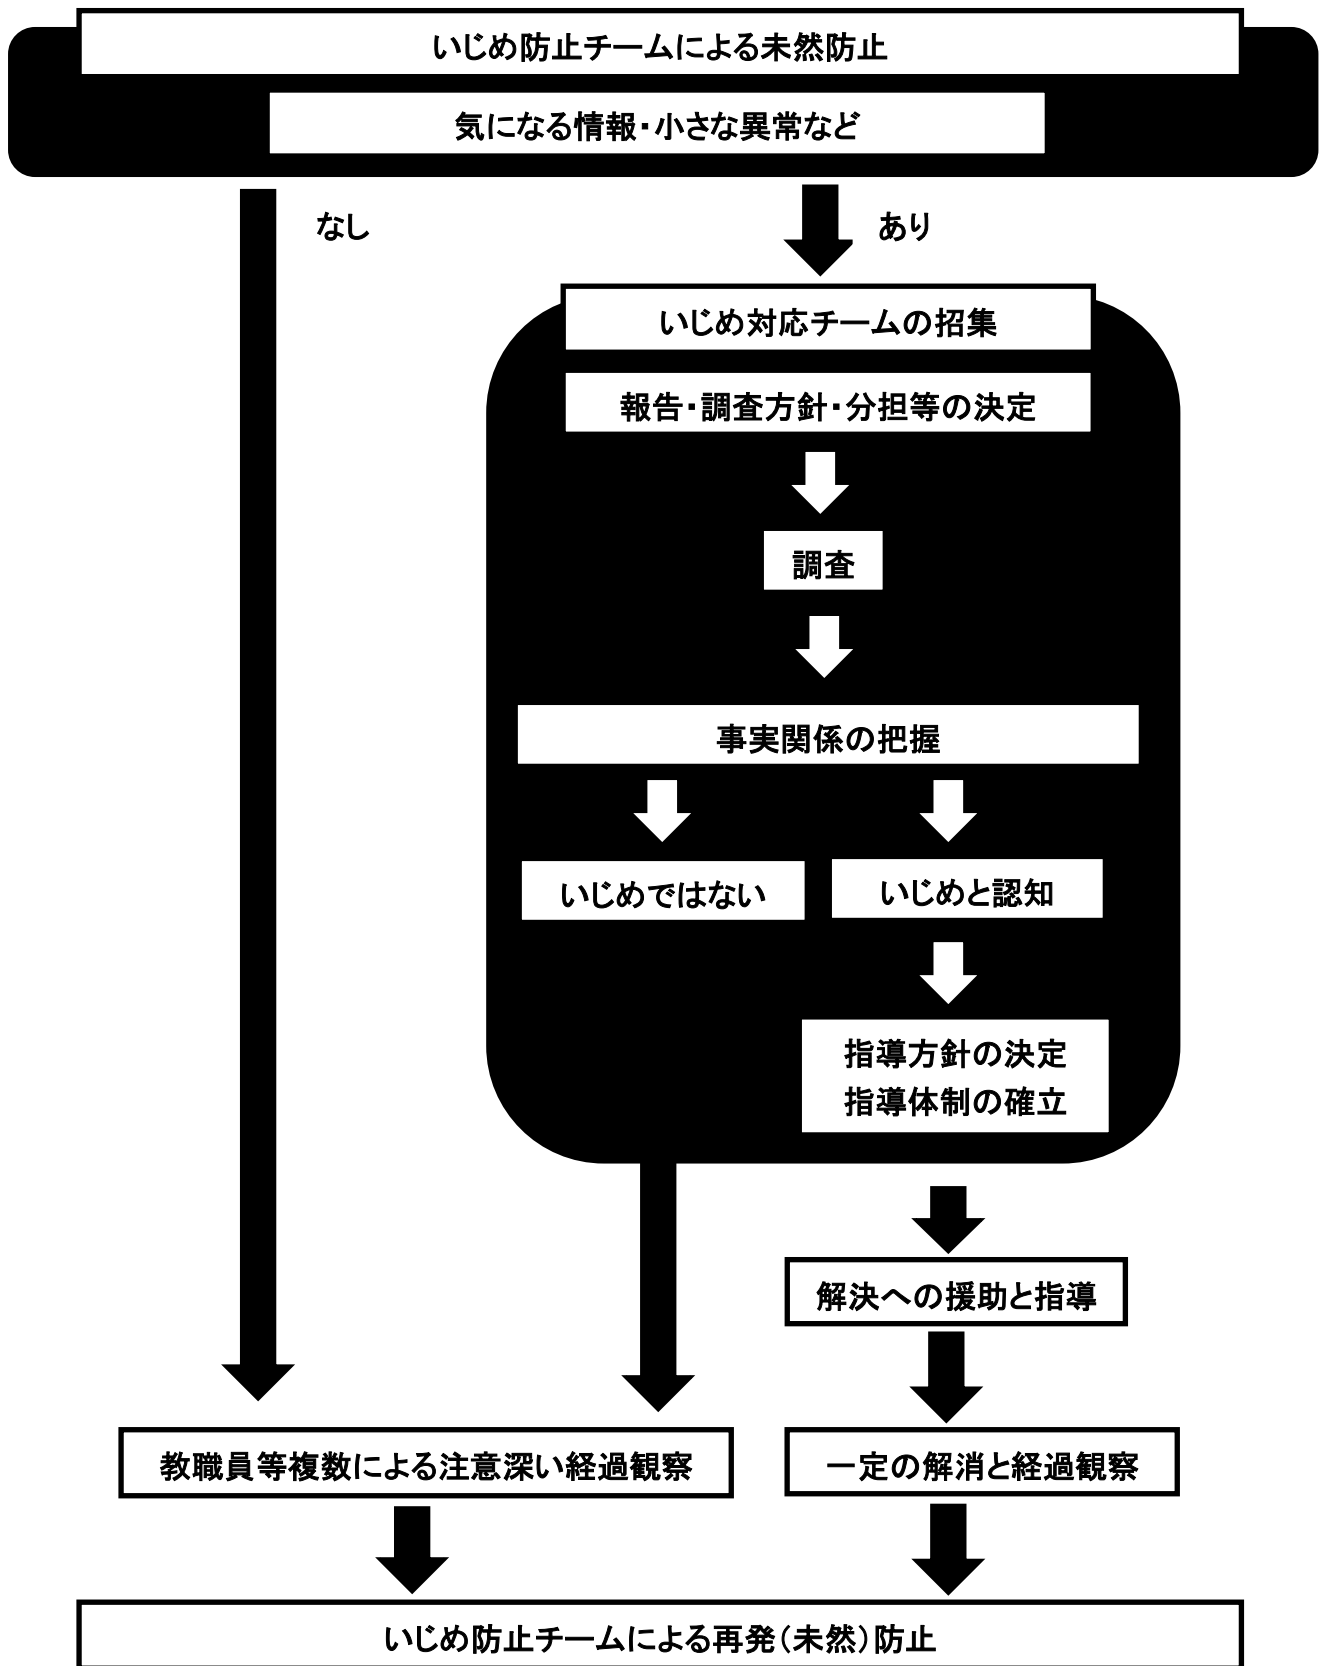 いじめ防止チームによる未然防止
気になる情報・小さな異常など
なし
あり
いじめ対応チームの招集
報告・調査方針・分担等の決定
調査
事実関係の把握
いじめではない
いじめと認知
指導方針の決定
指導体制の確立
解決への援助と指導
教職員等複数による注意深い経過観察
一定の解消と経過観察
いじめ防止チームによる再発（未然）防止